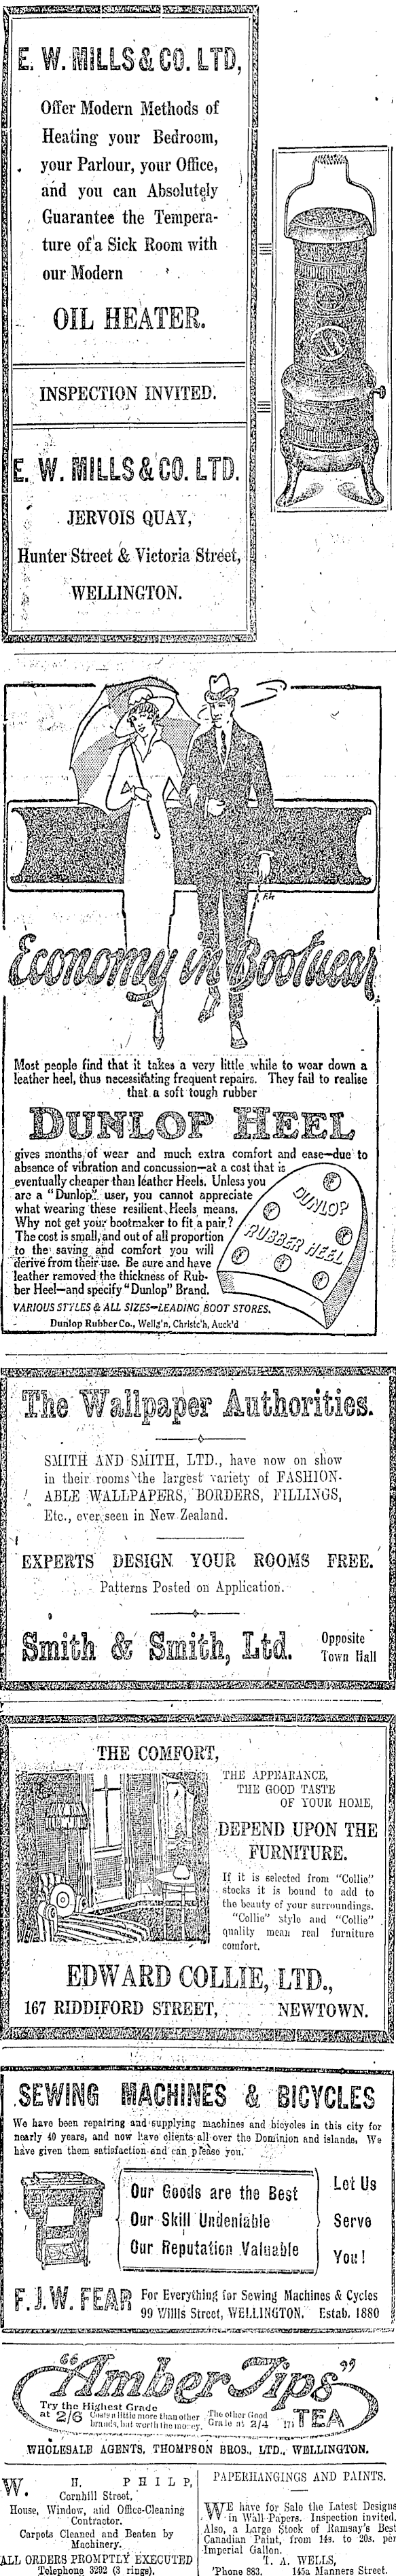 E. W. MILLS & CO. LTD,
Offer Modern Methods of
Heating your Bedroom,
your Parlour, your Office,
and you can Absolutely
Guarantee the Tempera-
ture of a Sick Room with
our Modern
OIL HEATER.
INSPECTION INVITED.
E. W. MILLS & CO. LTD.
JERVOIS QUAY,
Hunter Street & Victoria Street,
WELLINGTON.
Economy in Bootwear
Most people find that it takes a very little while to wear down a
leather heel, thus necessitating frequent repairs. They fail to realise
that a soft tough rubber
DUNLOP HEEL
gives months of wear and much extra comfort and ease—due to
absence of vibration and concussion—at a cost that is
eventually cheaper than leather Heels. Unless you
are a "Dunlop" user, you cannot appreciate
what wearing these resilient Heels means.
Why not get your bootmaker to fit a pair?
The cost is small, and out of all proportion
to the saving and comfort you will
derive from their use. Be sure and have
leather removed the thickness of Rub-
ber Heel—and specify "Dunlop" Brand.
DUNLOP
RUBBER HEEL
VARIOUS STYLES & ALL SIZES—LEADING BOOT STORES.
Dunlop Rubber Co., Wellg'n, Christc'h, Auck'd
The Wallpaper Authorities.
SMITH AND SMITH, LTD., have now on show
in their rooms the largest variety of FASHION-
ABLE WALLPAPERS, BORDERS, FILLINGS,
Etc., ever seen in New Zealand.
EXPERTS DESIGN YOUR ROOMS FREE.
Patterns Posted on Application.
Smith & Smith, Ltd.
Opposite
Town Hall
THE COMFORT,
THE APPEARANCE,
THE GOOD TASTE
OF YOUR HOME,
DEPEND UPON THE
FURNITURE.
If it is selected from "Collie"
stocks it is bound to add to
the beauty of your surroundings.
"Collie" style and "Collie"
quality mean real furniture
comfort.
EDWARD COLLIE, LTD.,
167 RIDDIFORD STREET, NEWTOWN.
SEWING MACHINES & BICYCLES
We have been repairing and supplying machines and bicycles in this city for
nearly 40 years, and now have clients all over the Dominion and islands. We
have given them satisfaction and can please you.
Our Goods are the Best
Our Skill Undeniable
Our Reputation Valuable
Let Us
Serve
You!
F. J. W. FEAR
For Everything for Sewing Machines & Cycles
99 Willis Street, WELLINGTON. Estab. 1880
"Amber Tips"
TEA
Try the Highest Grade
at 2/6 Costs a little more than other
brands, but worth the money.
The other Good
Grade at 2/4
WHOLESALE AGENTS, THOMPSON BROS., LTD., WELLINGTON.
W. H. PHILP,
Cornhill Street,
House, Window, and Office-Cleaning
Contractor.
Carpets Cleaned and Beaten by
Machinery.
ALL ORDERS PROMPTLY EXECUTED
Telephone 3292 (3 rings).
PAPERHANGINGS AND PAINTS.
WE have for Sale the Latest Designs
in Wall Papers. Inspection invited.
Also, a Large Stock of Ramsay's Best
Canadian Paint, from 14s. to 20s. per
Imperial Gallon.
T. A. WELLS,
'Phone 883. 145a Manners Street.